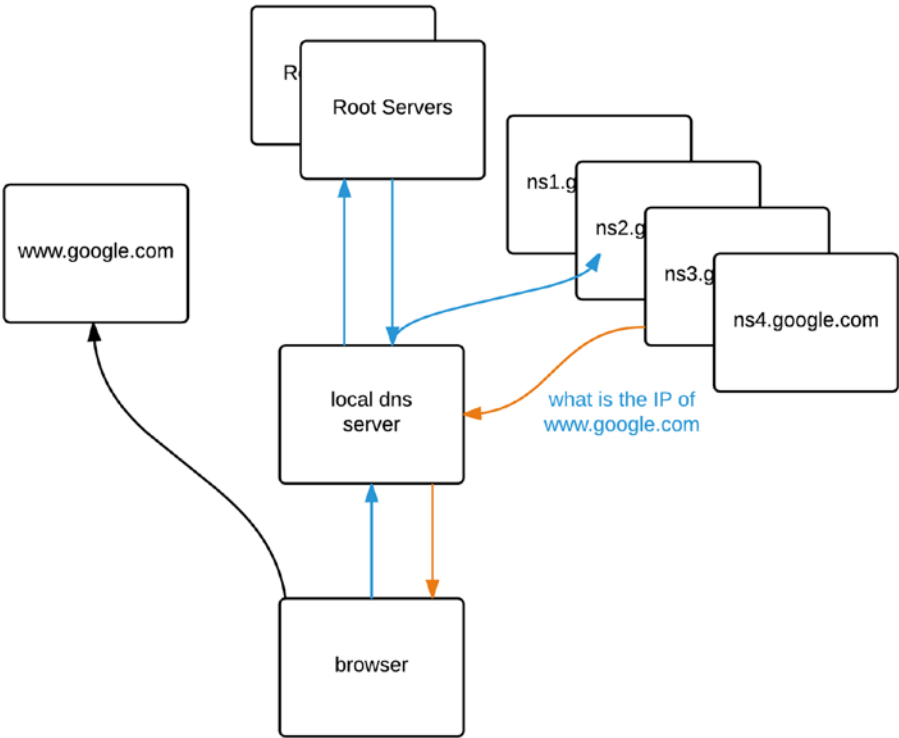 R
Root Servers
ns1.g
www.google.com
ns2.g
ns3.g
ns4.google.com
local dns
server
what is the IP of
www.google.com
browser